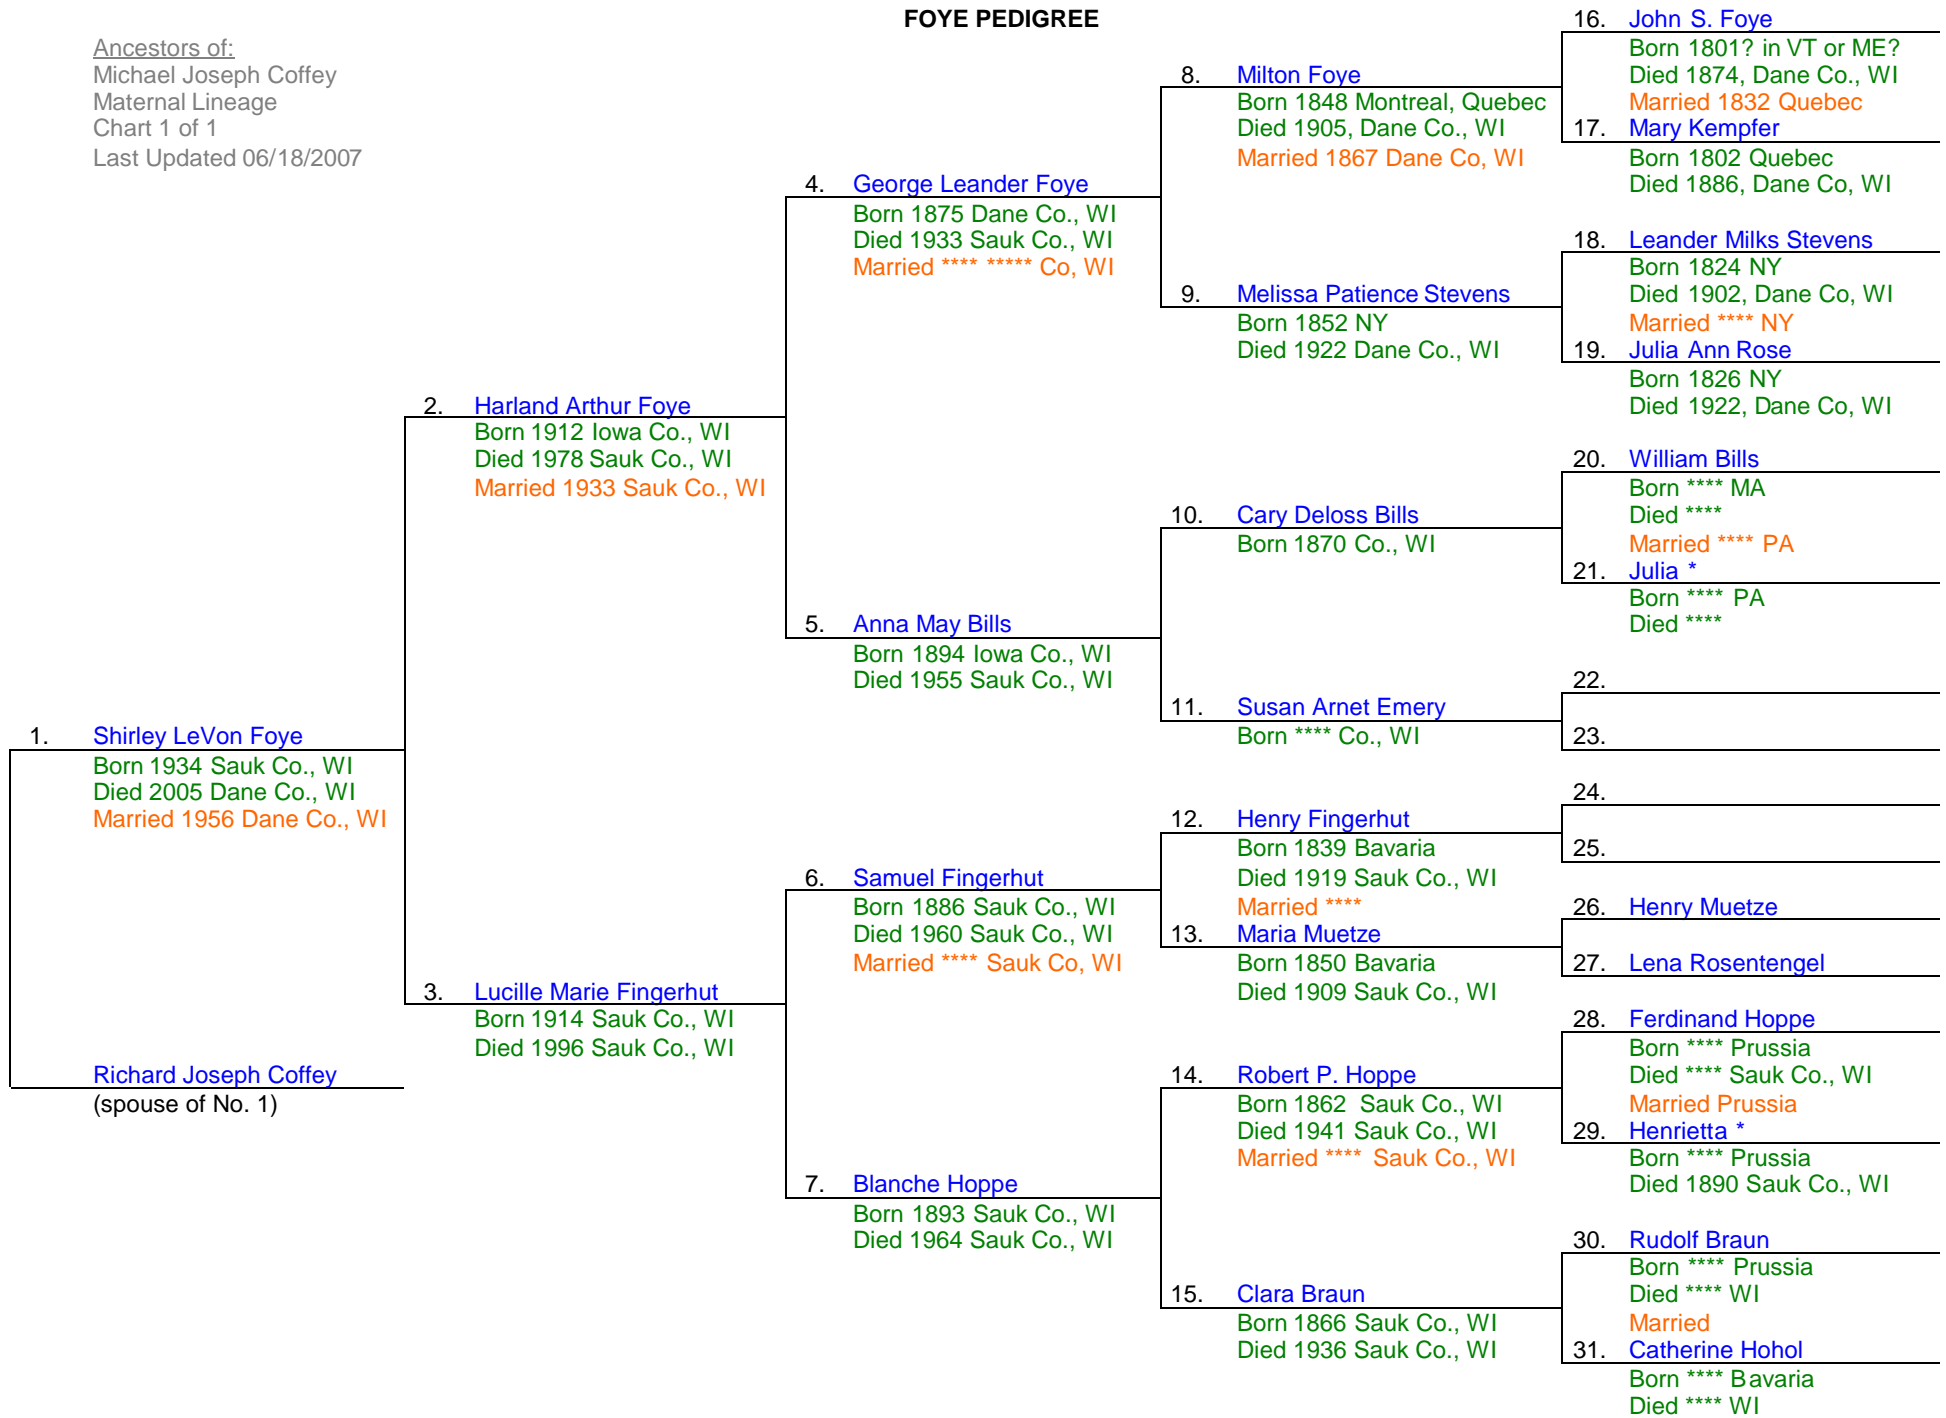 FOYE PEDIGREE
Ancestors of:
Michael Joseph Coffey
Maternal Lineage
Chart 1 of 1
Last Updated 06/18/2007
1. Shirley LeVon Foye
Born 1934 Sauk Co., WI
Died 2005 Dane Co., WI
Married 1956 Dane Co., WI
Richard Joseph Coffey
(spouse of No. 1)
2. Harland Arthur Foye
Born 1912 Iowa Co., WI
Died 1978 Sauk Co., WI
Married 1933 Sauk Co., WI
3. Lucille Marie Fingerhut
Born 1914 Sauk Co., WI
Died 1996 Sauk Co., WI
4. George Leander Foye
Born 1875 Dane Co., WI
Died 1933 Sauk Co., WI
Married **** ***** Co, WI
5. Anna May Bills
Born 1894 Iowa Co., WI
Died 1955 Sauk Co., WI
6. Samuel Fingerhut
Born 1886 Sauk Co., WI
Died 1960 Sauk Co., WI
Married **** Sauk Co, WI
7. Blanche Hoppe
Born 1893 Sauk Co., WI
Died 1964 Sauk Co., WI
8. Milton Foye
Born 1848 Montreal, Quebec
Died 1905, Dane Co., WI
Married 1867 Dane Co, WI
9. Melissa Patience Stevens
Born 1852 NY
Died 1922 Dane Co., WI
10. Cary Deloss Bills
Born 1870 Co., WI
11. Susan Arnet Emery
Born **** Co., WI
12. Henry Fingerhut
Born 1839 Bavaria
Died 1919 Sauk Co., WI
Married ****
13. Maria Muetze
Born 1850 Bavaria
Died 1909 Sauk Co., WI
14. Robert P. Hoppe
Born 1862 Sauk Co., WI
Died 1941 Sauk Co., WI
Married **** Sauk Co., WI
15. Clara Braun
Born 1866 Sauk Co., WI
Died 1936 Sauk Co., WI
16. John S. Foye
Born 1801? in VT or ME?
Died 1874, Dane Co., WI
Married 1832 Quebec
17. Mary Kempfer
Born 1802 Quebec
Died 1886, Dane Co, WI
18. Leander Milks Stevens
Born 1824 NY
Died 1902, Dane Co, WI
Married **** NY
19. Julia Ann Rose
Born 1826 NY
Died 1922, Dane Co, WI
20. William Bills
Born **** MA
Died ****
Married **** PA
21. Julia *
Born **** PA
Died ****
22.
23.
24.
25.
26. Henry Muetze
27. Lena Rosentengel
28. Ferdinand Hoppe
Born **** Prussia
Died **** Sauk Co., WI
Married Prussia
29. Henrietta *
Born **** Prussia
Died 1890 Sauk Co., WI
30. Rudolf Braun
Born **** Prussia
Died **** WI
Married
31. Catherine Hohol
Born **** Bavaria
Died **** WI